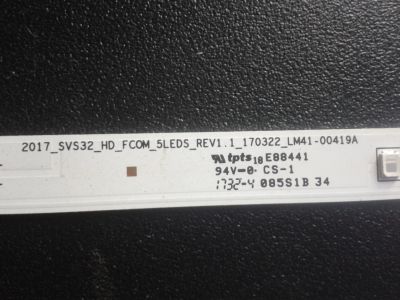 2017_SVS32_HD_FCOM_5LEDS_REV1.1_170322_LM41-00419A
tpts 18 E88441
94V-0 CS-1
1732-4 085S1B 34